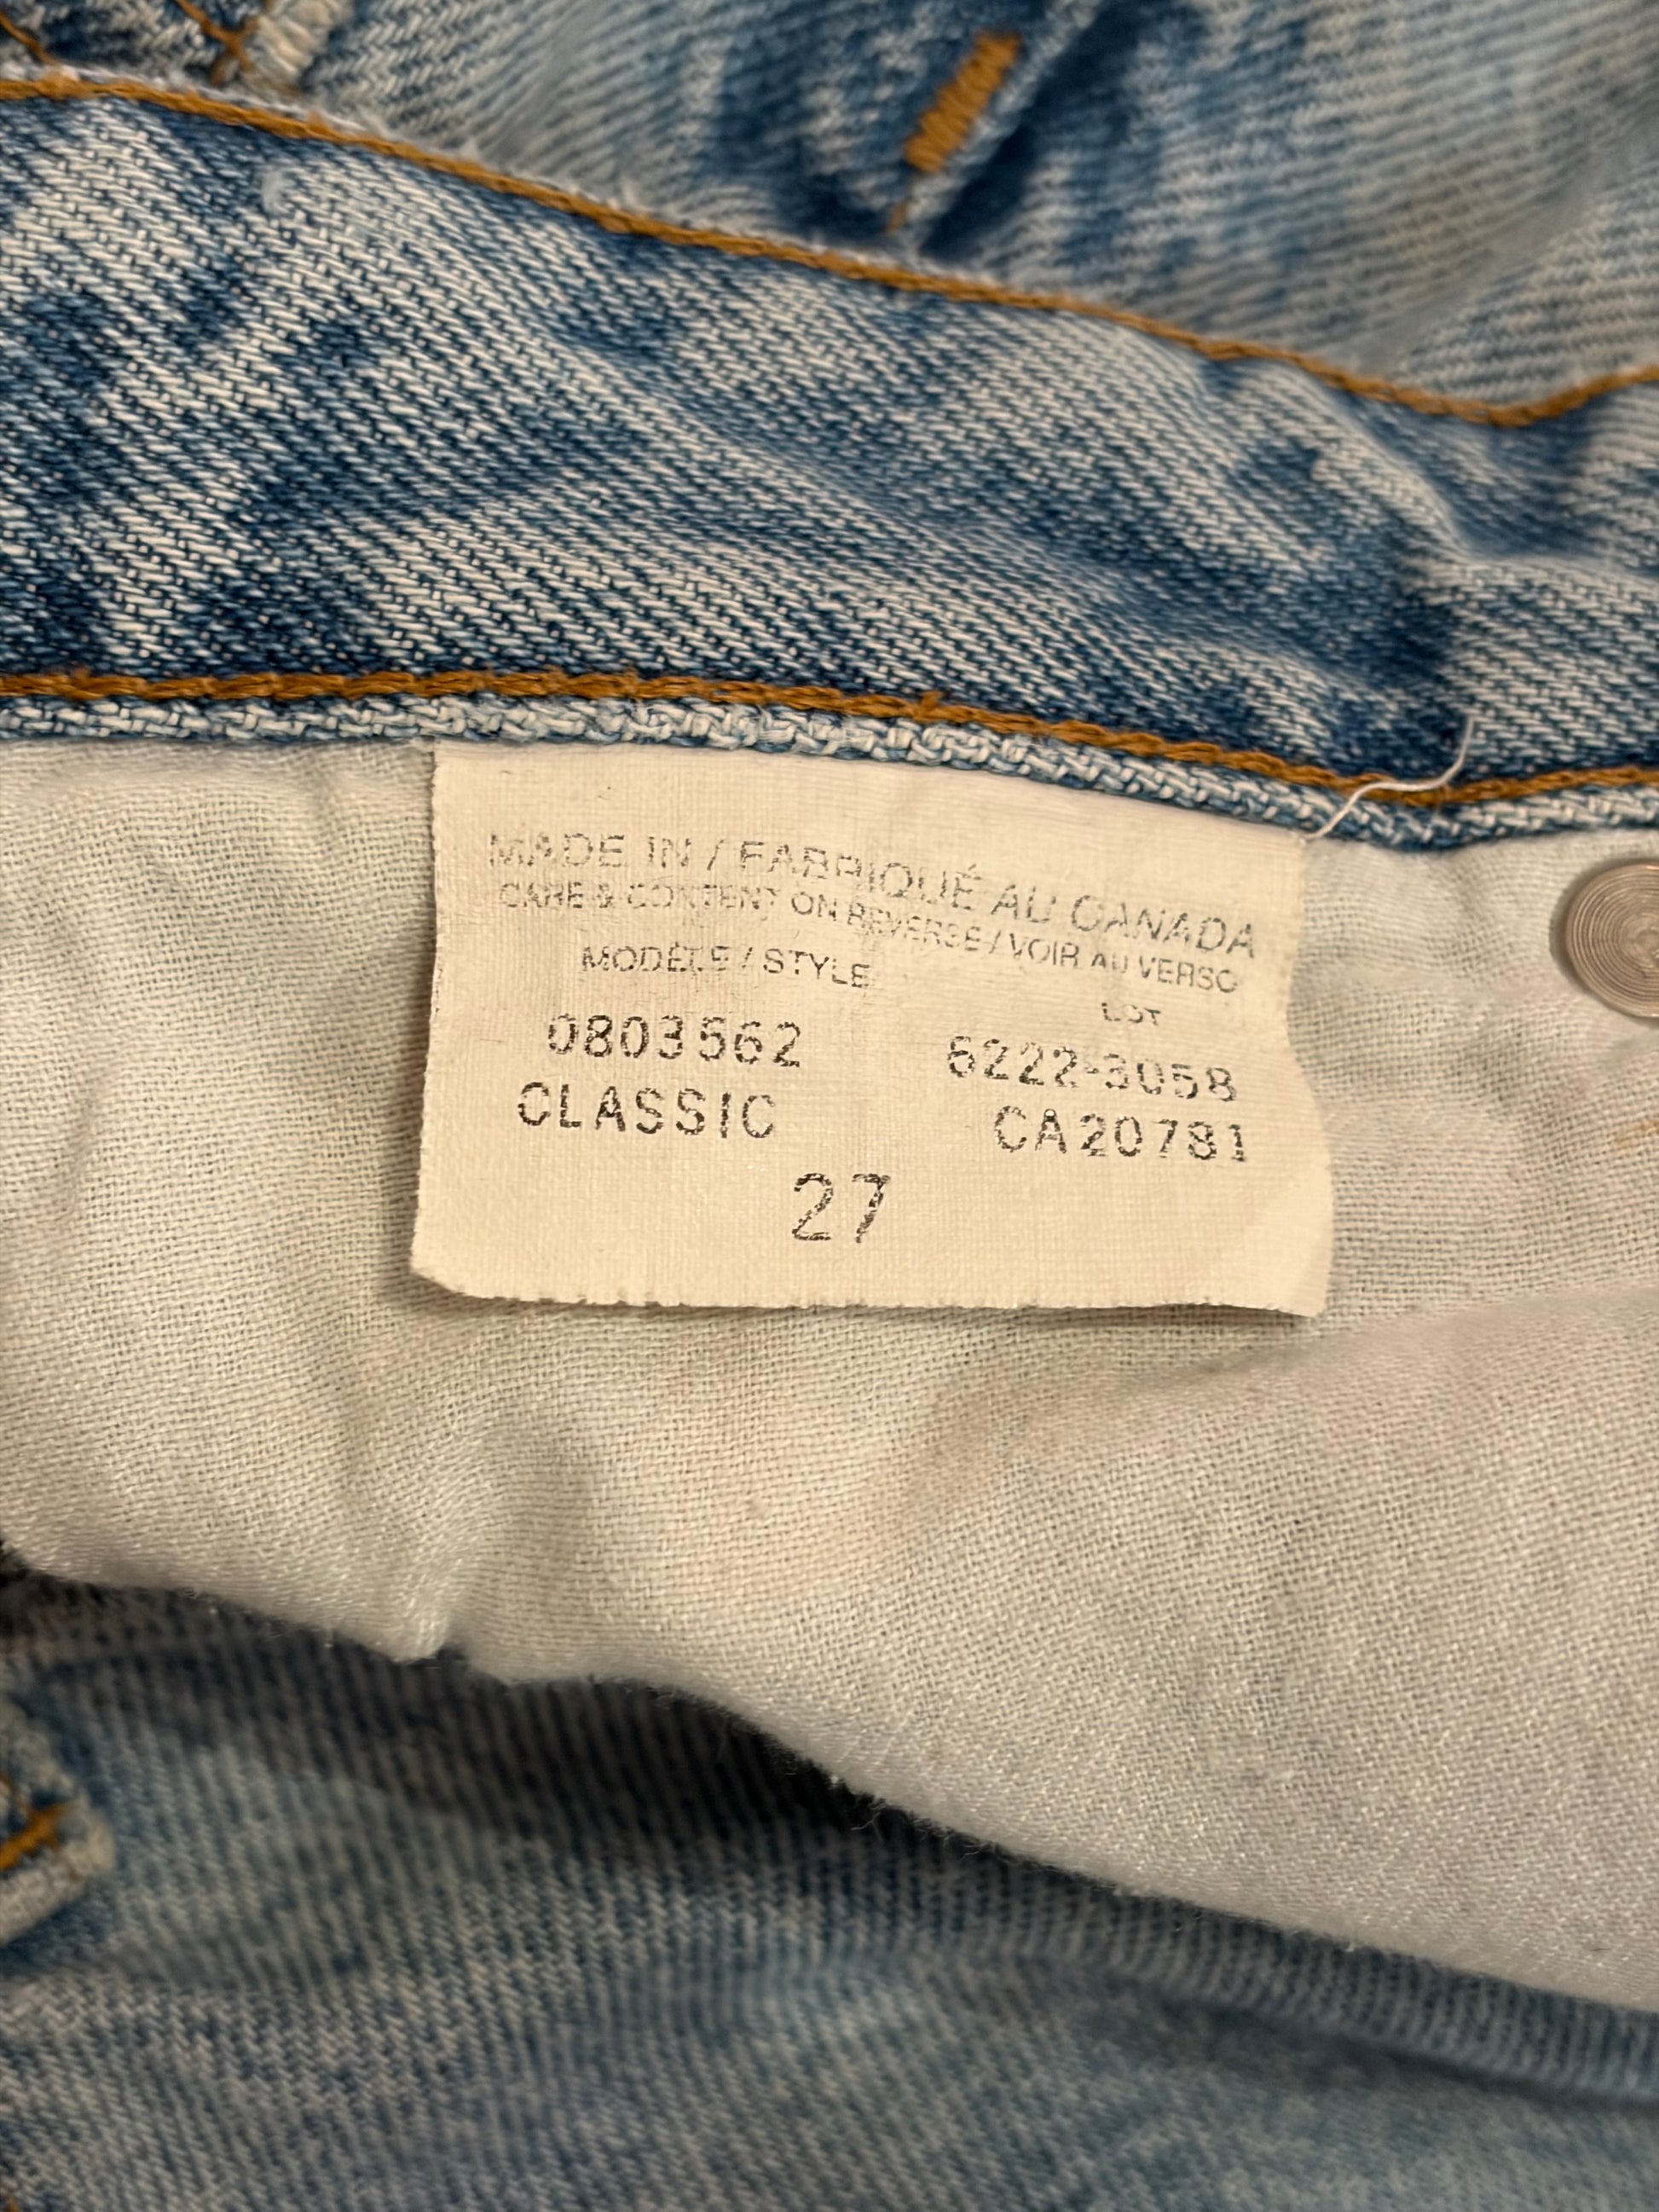 MADE IN / FABRIQUÉ AU CANADA
CARE & CONTENT ON REVERSE / VOIR AU VERSO
MODÈLE / STYLE LOT
0803562 6222-3058
CLASSIC CA20781
27